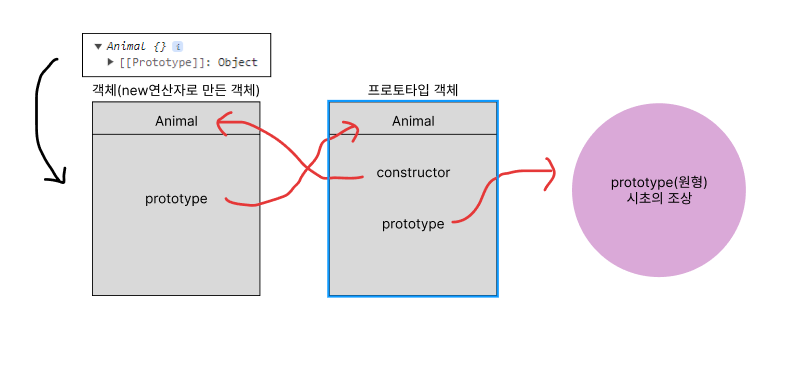 ▼ Animal {} i
▶ [[Prototype]]: Object
객체(new연산자로 만든 객체)
Animal
prototype
프로토타입 객체
Animal
constructor
prototype
prototype(원형)
시초의 조상